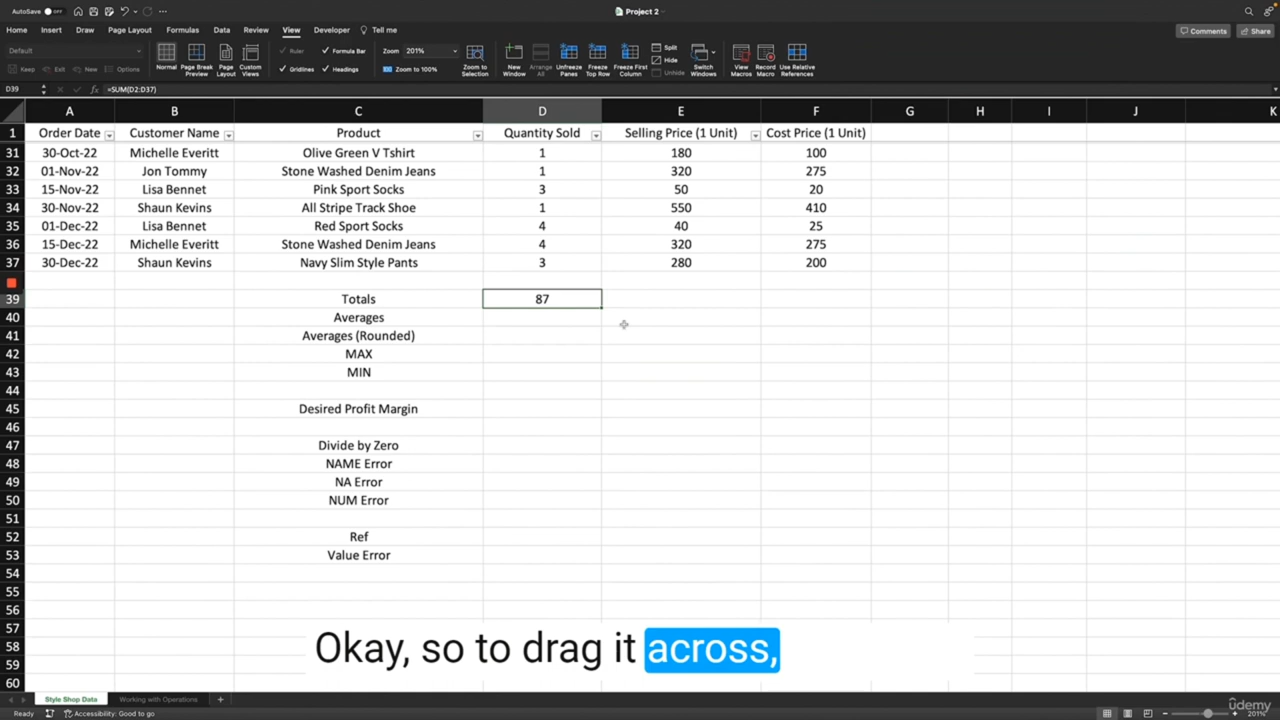 AutoSave OFF Project 2
Home Insert Draw Page Layout Formulas Data Review View Developer Tell me Comments Share
Default Ruler Formula Bar Zoom 201% Split
Keep Exit New Options Normal Page Break Preview Page Layout Custom Views Gridlines Headings Zoom to 100% Zoom to Selection New Window Arrange All Unfreeze Panes Freeze Top Row Freeze First Column Hide Unhide Switch Windows View Macros Record Macro Use Relative References
D39 fx =SUM(D2:D37)
A B C D E F G H I J K
1 Order Date Customer Name Product Quantity Sold Selling Price (1 Unit) Cost Price (1 Unit)
31 30-Oct-22 Michelle Everitt Olive Green V Tshirt 1 180 100
32 01-Nov-22 Jon Tommy Stone Washed Denim Jeans 1 320 275
33 15-Nov-22 Lisa Bennet Pink Sport Socks 3 50 20
34 30-Nov-22 Shaun Kevins All Stripe Track Shoe 1 550 410
35 01-Dec-22 Lisa Bennet Red Sport Socks 4 40 25
36 15-Dec-22 Michelle Everitt Stone Washed Denim Jeans 4 320 275
37 30-Dec-22 Shaun Kevins Navy Slim Style Pants 3 280 200
39 Totals 87
40 Averages
41 Averages (Rounded)
42 MAX
43 MIN
44
45 Desired Profit Margin
46
47 Divide by Zero
48 NAME Error
49 NA Error
50 NUM Error
51
52 Ref
53 Value Error
54
55
56
57
58
59
60
Okay, so to drag it across,
Style Shop Data Working with Operations +
Ready Accessibility: Good to go 201%
udemy